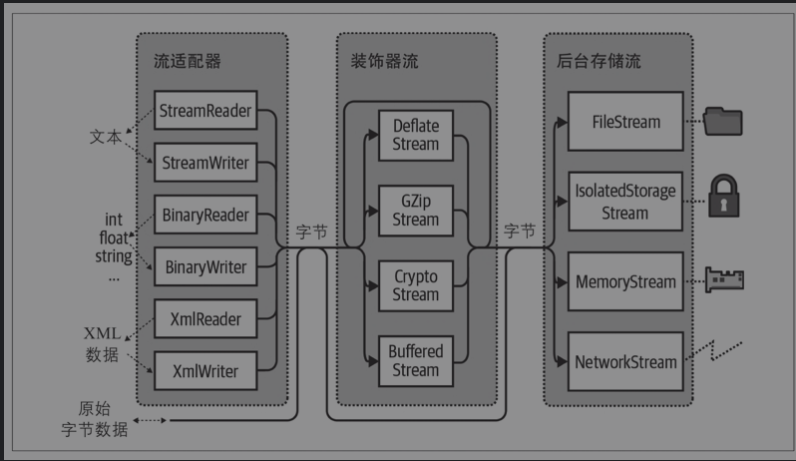 流适配器
StreamReader
StreamWriter
BinaryReader
BinaryWriter
XmlReader
XmlWriter
文本
int
float
string
...
XML
数据
原始
字节数据
字节
装饰器流
Deflate
Stream
GZip
Stream
Crypto
Stream
Buffered
Stream
字节
后台存储流
FileStream
IsolatedStorage
Stream
MemoryStream
NetworkStream